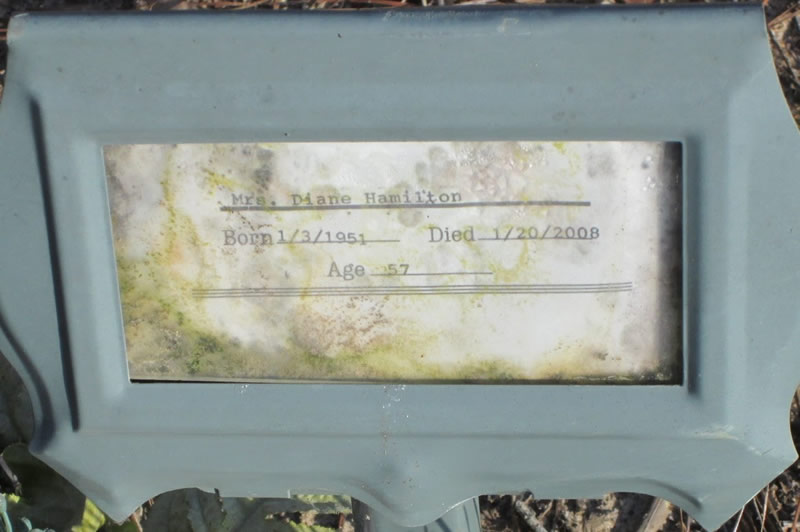 Mrs. Diane Hamilton
Born 1/3/1951 Died 1/20/2008
Age 57